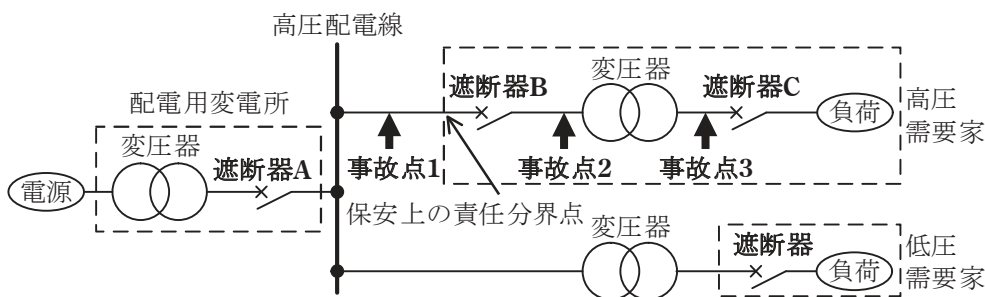 高圧配電線
変圧器
遮断器B
遮断器C
負荷
高圧
需要家
配電用変電所
変圧器
遮断器A
電源
事故点1
事故点2
事故点3
保安上の責任分界点
変圧器
遮断器
負荷
低圧
需要家